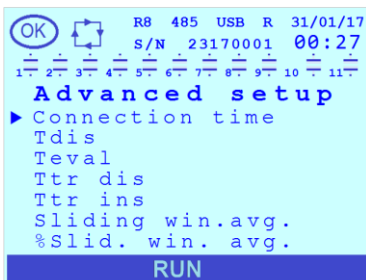 OK R8 485 USB R 31/01/17
S/N 23170001 00:27
1 2 3 4 5 6 7 8 9 10 11
Advanced setup
Connection time
Tdis
Teval
Ttr dis
Ttr ins
Sliding win.avg.
%Slid. win. avg.
RUN